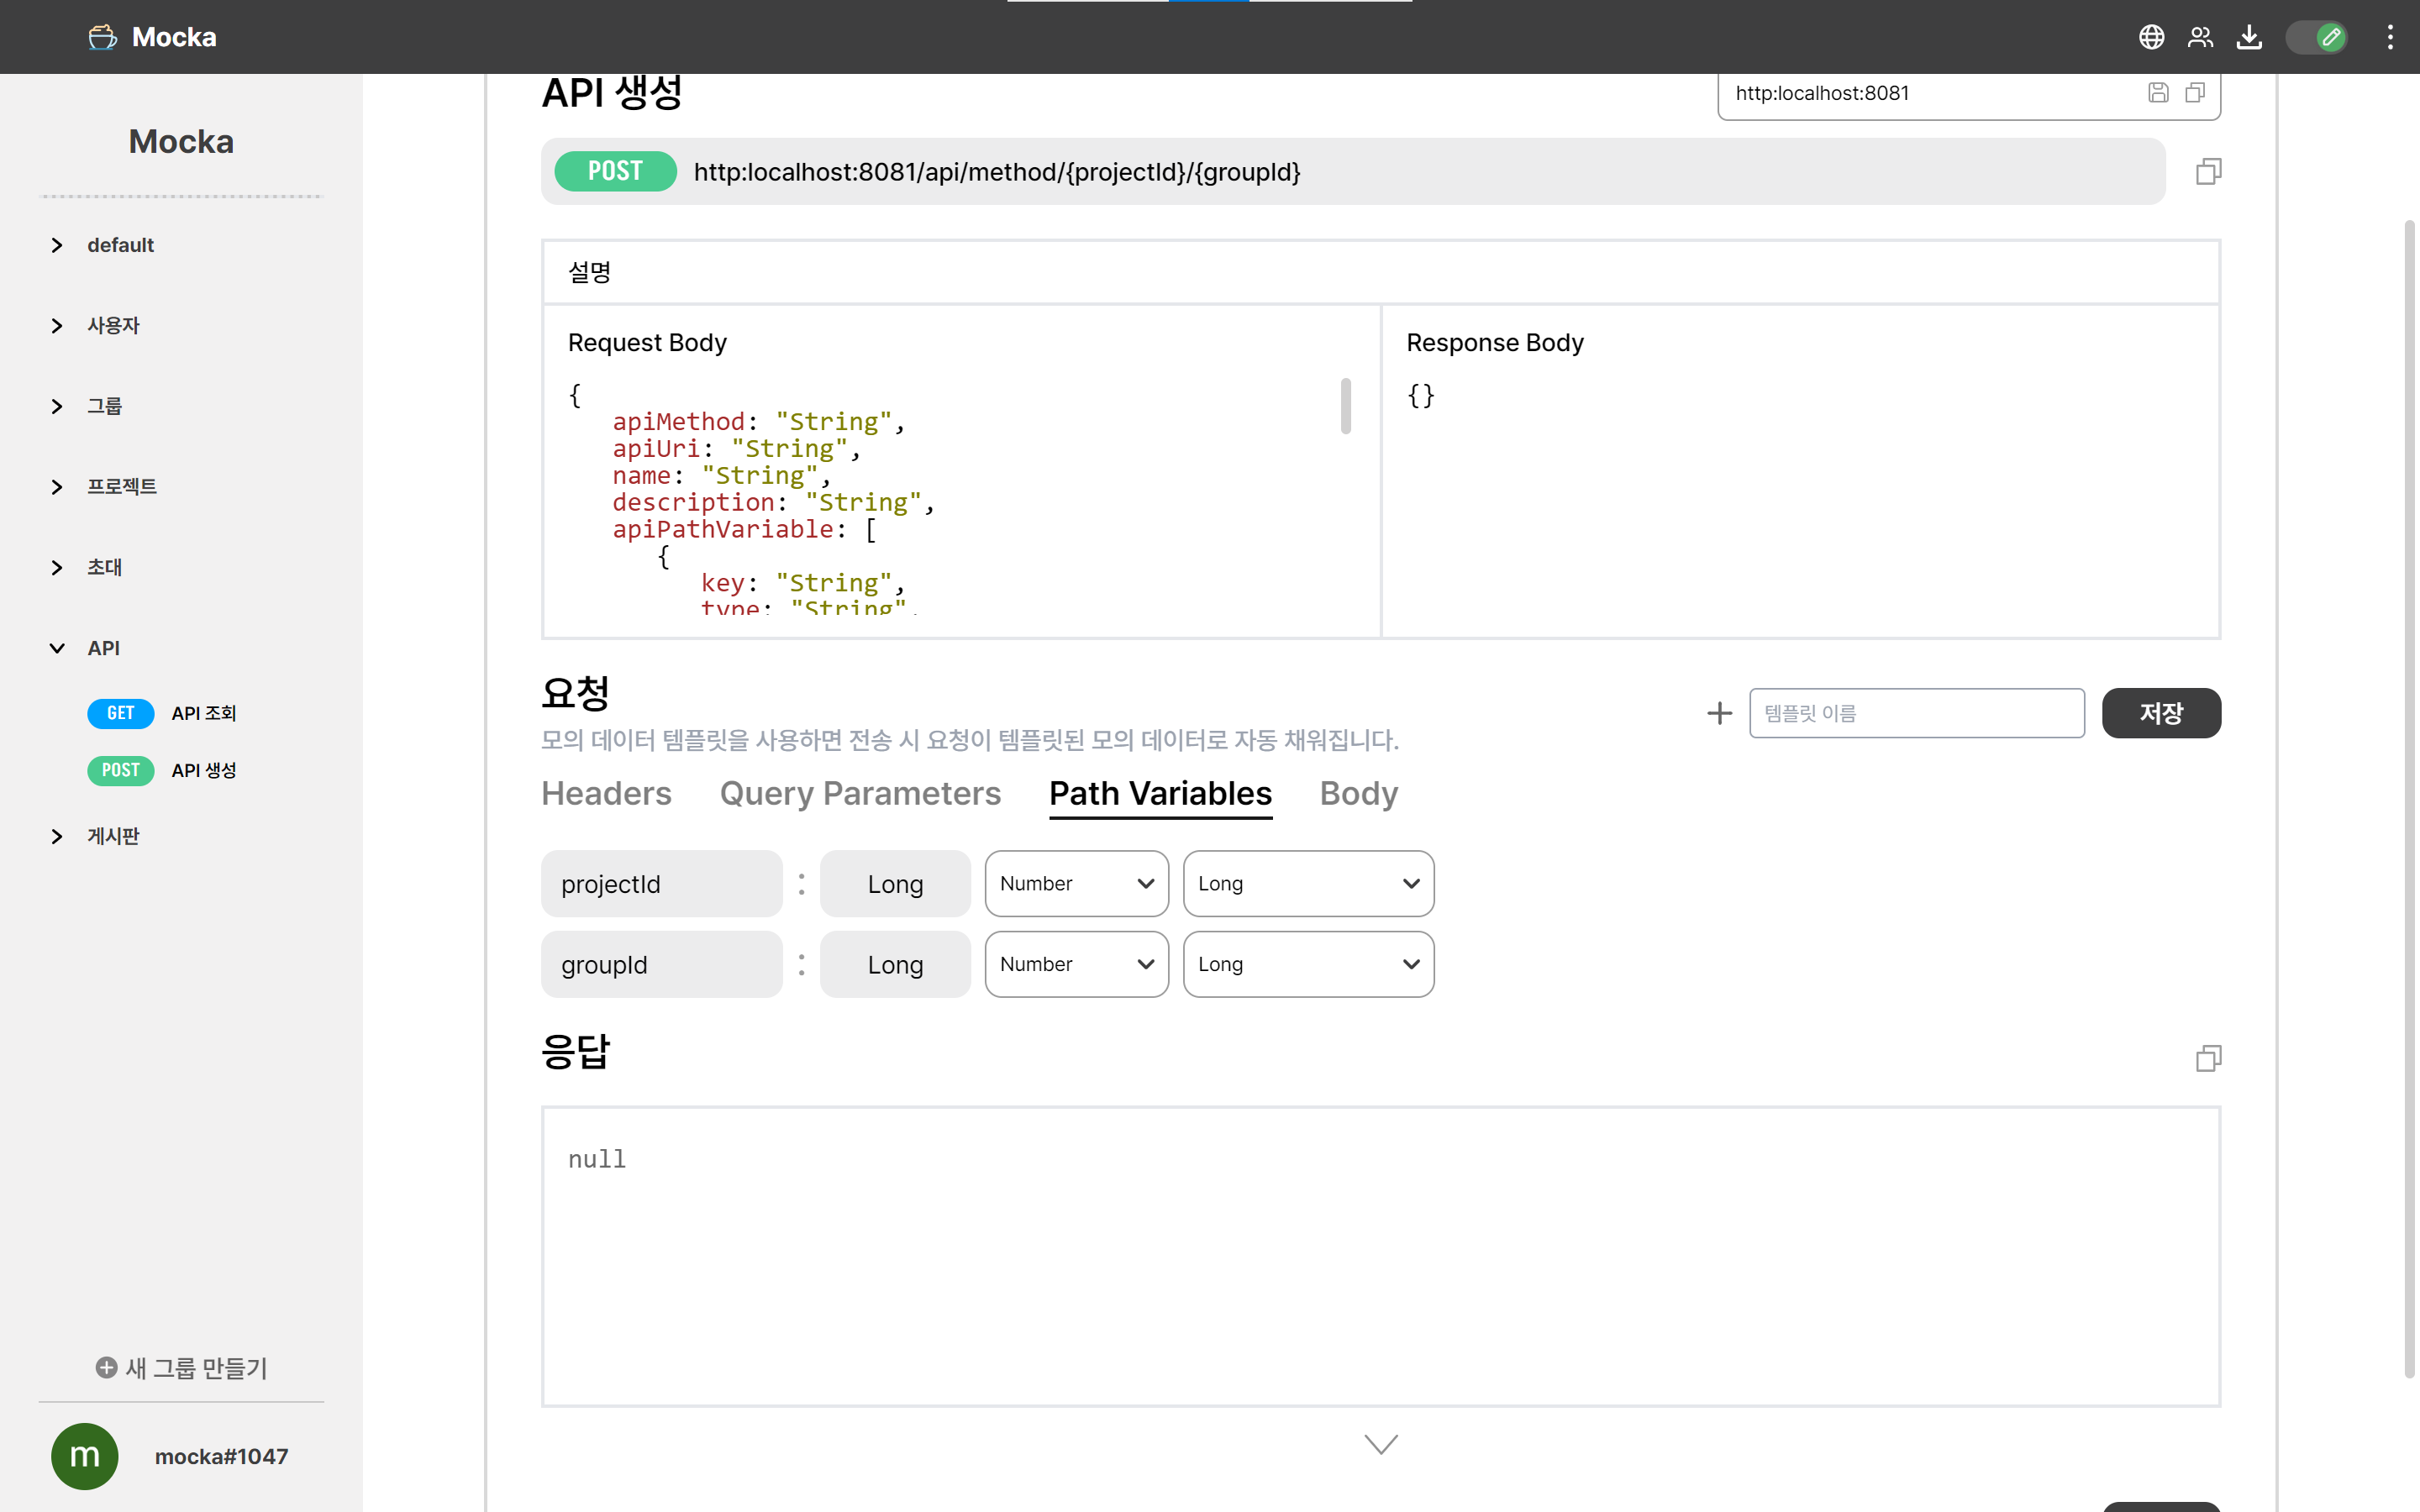 Mocka
Mocka
default
사용자
그룹
프로젝트
초대
API
GET API 조회
POST API 생성
게시판
새 그룹 만들기
m mocka#1047
API 생성
http:localhost:8081
POST http:localhost:8081/api/method/{projectId}/{groupId}
설명
Request Body
{
apiMethod: "String",
apiUri: "String",
name: "String",
description: "String",
apiPathVariable: [
{
key: "String",
type: "String",
Response Body
{}
요청
템플릿 이름
저장
모의 데이터 템플릿을 사용하면 전송 시 요청이 템플릿된 모의 데이터로 자동 채워집니다.
Headers Query Parameters Path Variables Body
projectId : Long Number Long
groupId : Long Number Long
응답
null